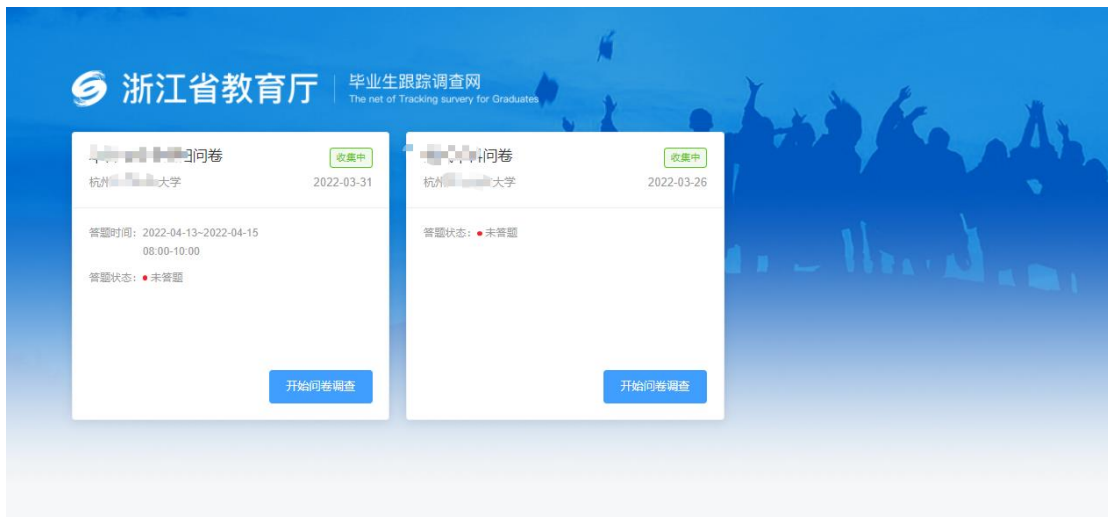 浙江省教育厅
毕业生跟踪调查网
The net of Tracking survery for Graduates
问卷
收集中
杭州 大学
2022-03-31
答题时间：2022-04-13~2022-04-15
08:00-10:00
答题状态：未答题
开始问卷调查
问卷
收集中
杭州 大学
2022-03-26
答题状态：未答题
开始问卷调查